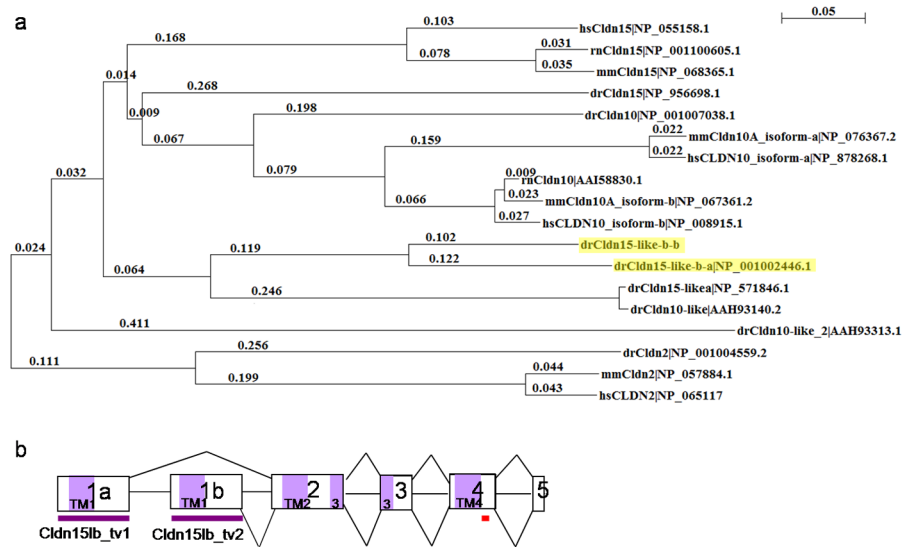 a
0.05
0.103
hsCldn15|NP_055158.1
0.168
0.031
rnCldn15|NP_001100605.1
0.078
0.035
mmCldn15|NP_068365.1
0.014
0.268
drCldn15|NP_956698.1
0.009
0.198
drCldn10|NP_001007038.1
0.067
0.022
mmCldn10A_isoform-a|NP_076367.2
0.159
0.022
hsCLDN10_isoform-a|NP_878268.1
0.079
0.032
0.009
rnCldn10|AAI58830.1
0.066
0.023
mmCldn10A_isoform-b|NP_067361.2
0.027
hsCLDN10_isoform-b|NP_008915.1
0.024
0.102
drCldn15-like-b-b
0.119
0.122
drCldn15-like-b-a|NP_001002446.1
0.064
0.246
drCldn15-likea|NP_571846.1
drCldn10-like|AAH93140.2
0.411
drCldn10-like_2|AAH93313.1
0.256
drCldn2|NP_001004559.2
0.111
0.044
mmCldn2|NP_057884.1
0.199
0.043
hsCLDN2|NP_065117
b
1a 1b 2 3 4 5
TM1 TM1 TM2 3 3 TM4
Cldn15lb_tv1 Cldn15lb_tv2